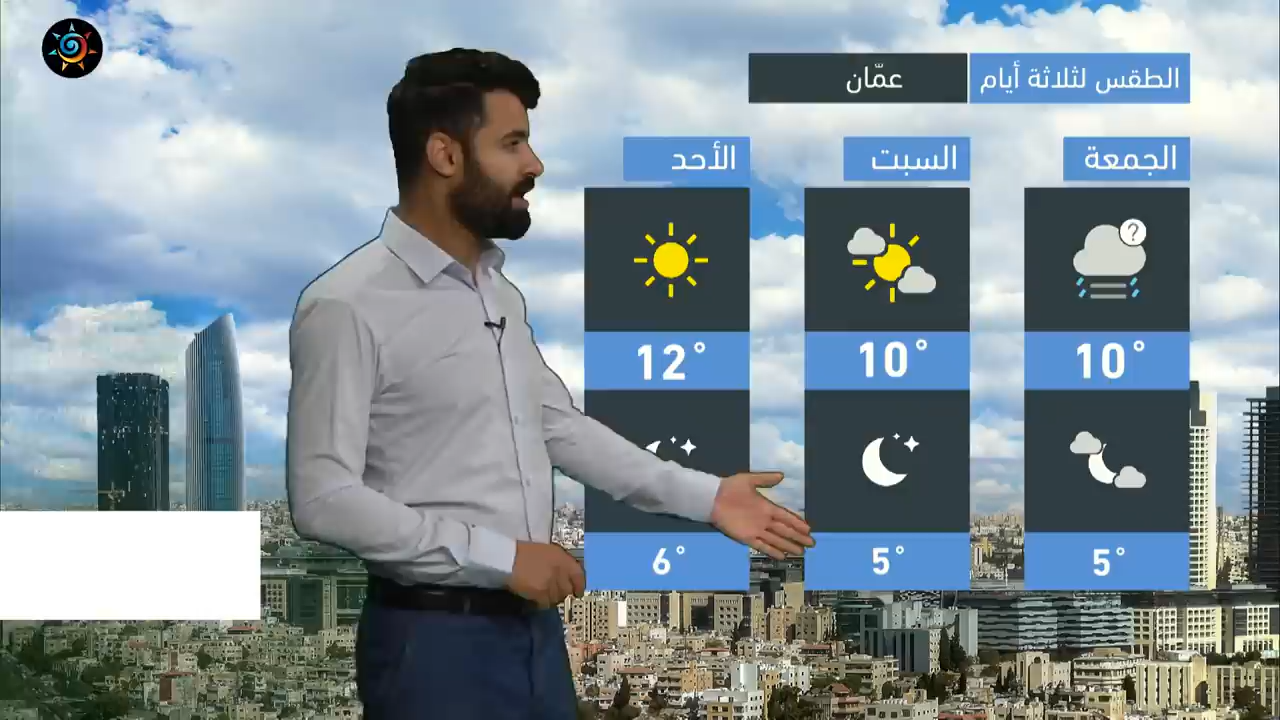 الطقس لثلاثة أيام
عمّان
الجمعة
السبت
الأحد
?
10°
10°
12°
5°
5°
6°